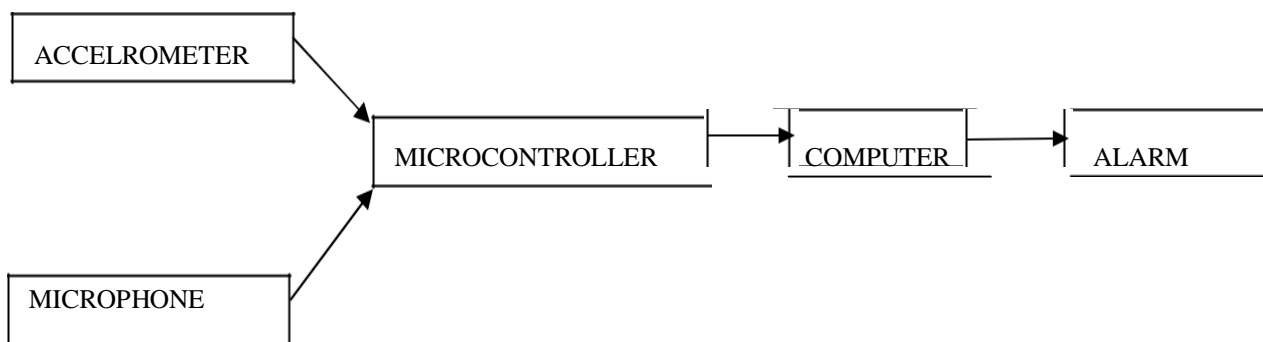 ACCELROMETER
MICROCONTROLLER
COMPUTER
ALARM
MICROPHONE